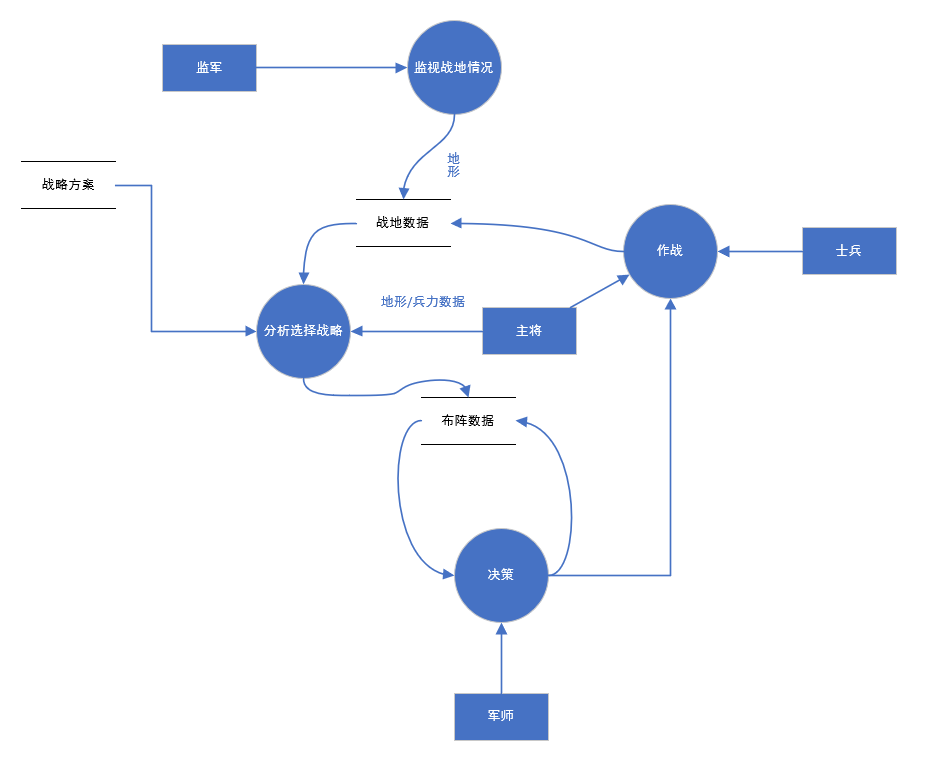 监军
监视战地情况
地
形
战略方案
战地数据
作战
士兵
地形/兵力数据
分析选择战略
主将
布阵数据
决策
军师